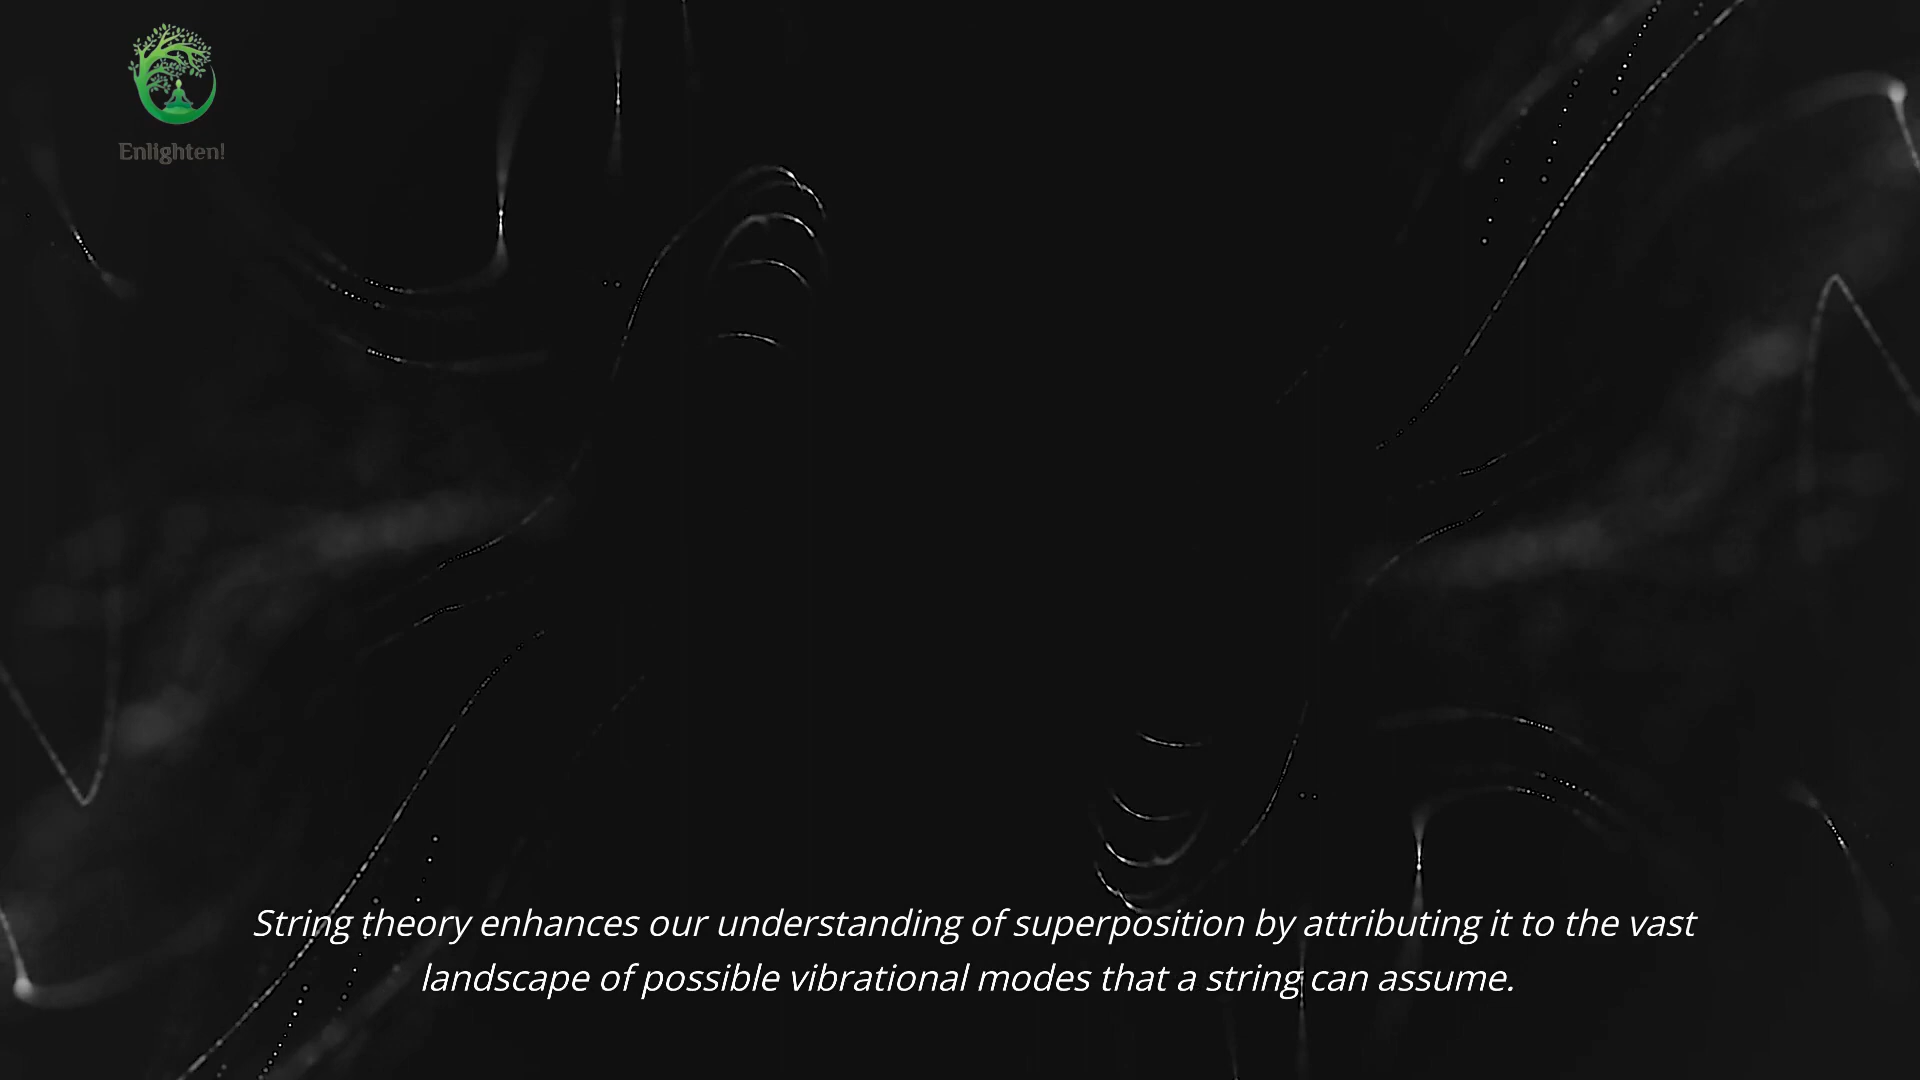 Enlighten!
String theory enhances our understanding of superposition by attributing it to the vast
landscape of possible vibrational modes that a string can assume.